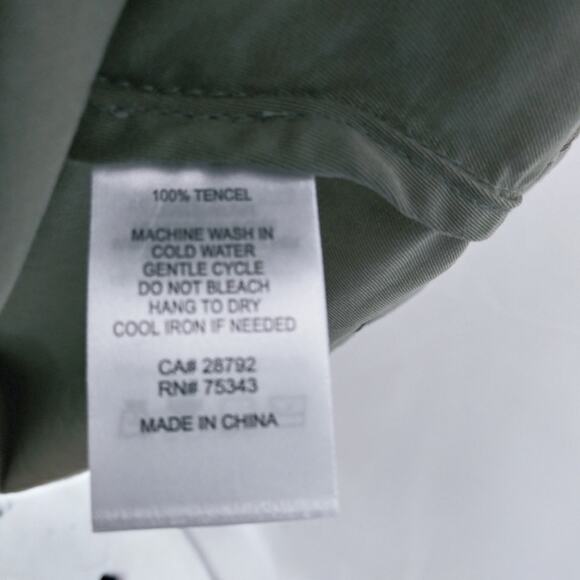 100% TENCEL
MACHINE WASH IN
COLD WATER
GENTLE CYCLE
DO NOT BLEACH
HANG TO DRY
COOL IRON IF NEEDED
CA# 28792
RN# 75343
MADE IN CHINA